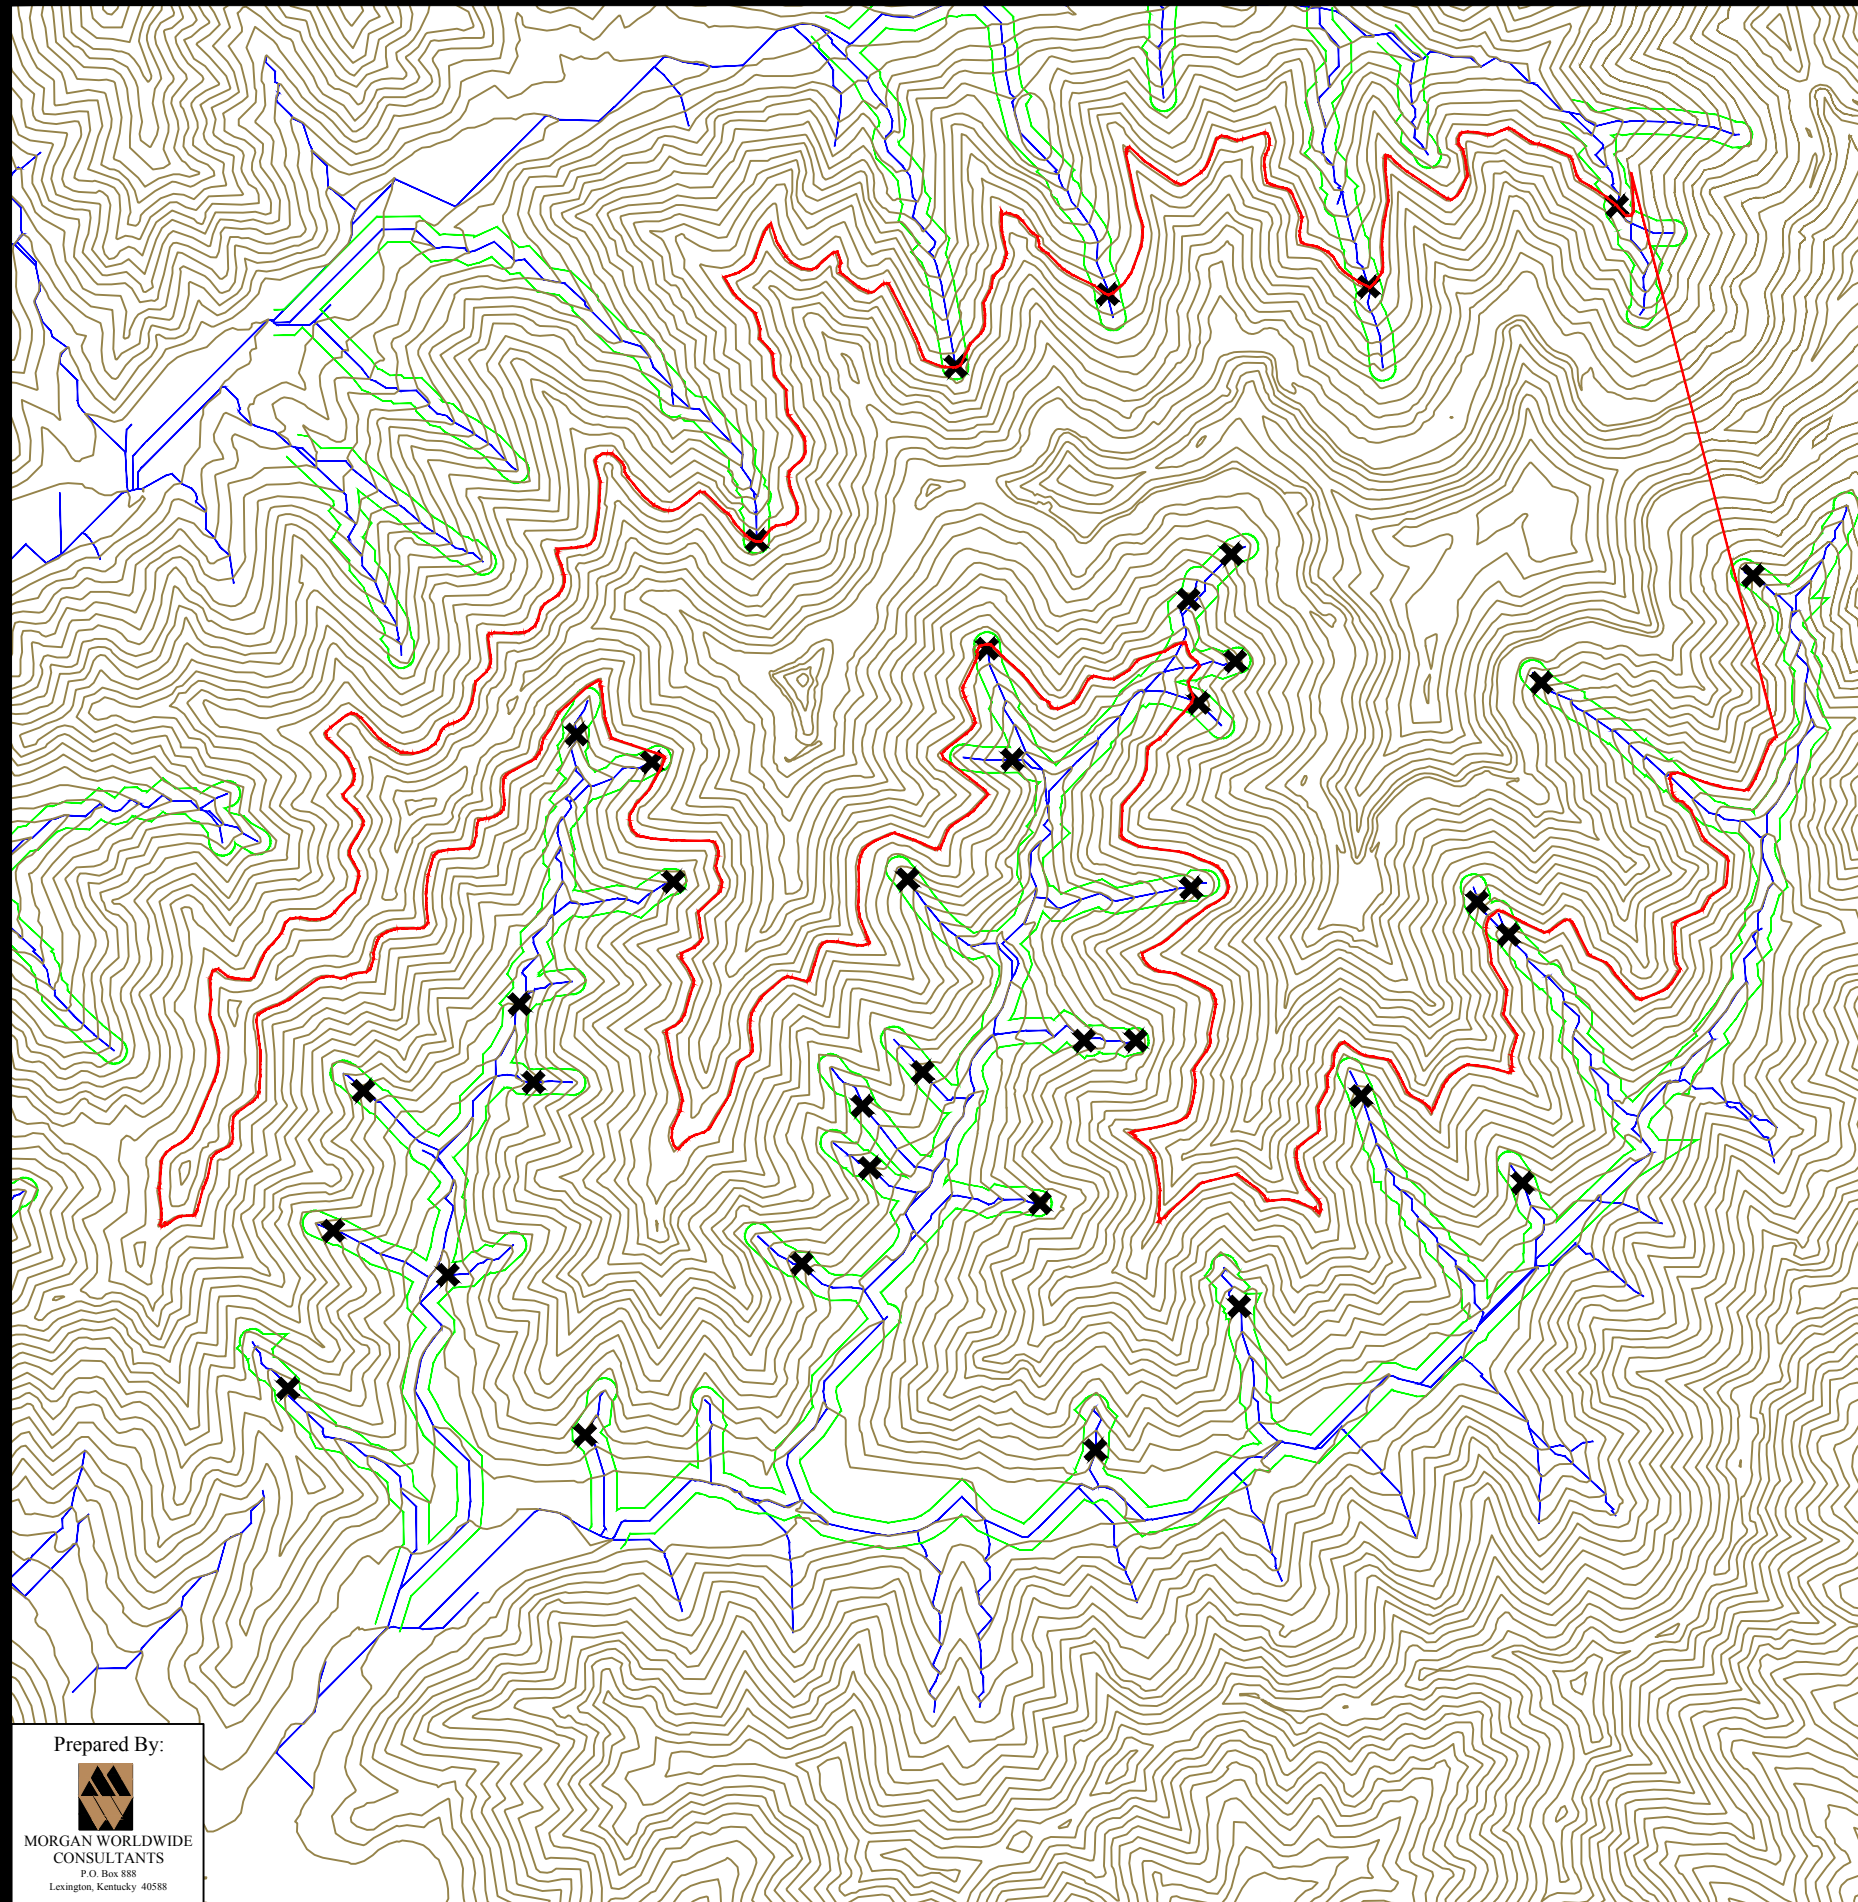 Prepared By:
MORGAN WORLDWIDE
CONSULTANTS
P.O. Box 888
Lexington, Kentucky 40588